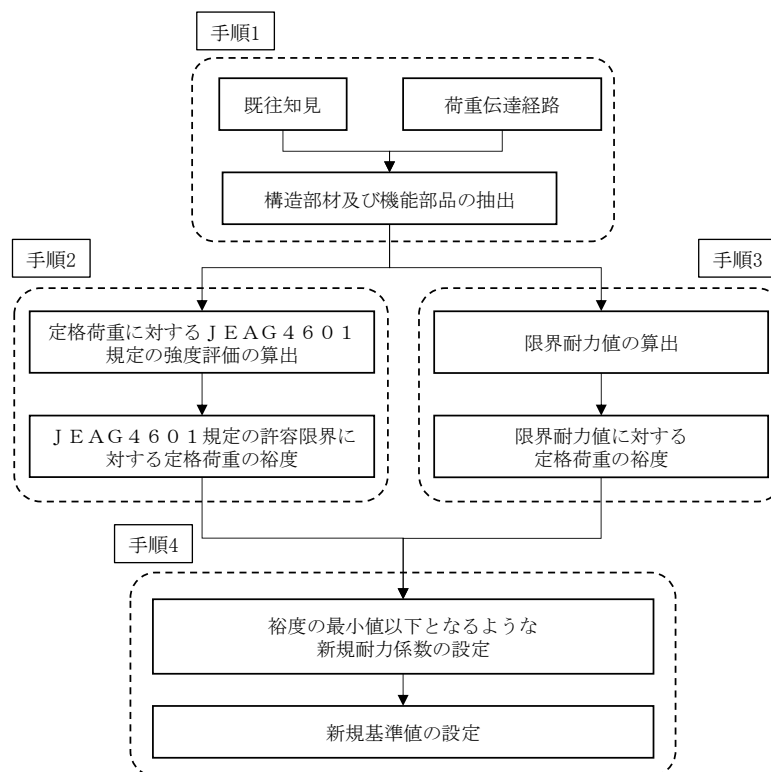 手順1
既往知見
荷重伝達経路
構造部材及び機能部品の抽出
手順2
手順3
定格荷重に対するJEAG4601
規定の強度評価の算出
限界耐力値の算出
JEAG4601規定の許容限界に
対する定格荷重の裕度
限界耐力値に対する
定格荷重の裕度
手順4
裕度の最小値以下となるような
新規耐力係数の設定
新規基準値の設定